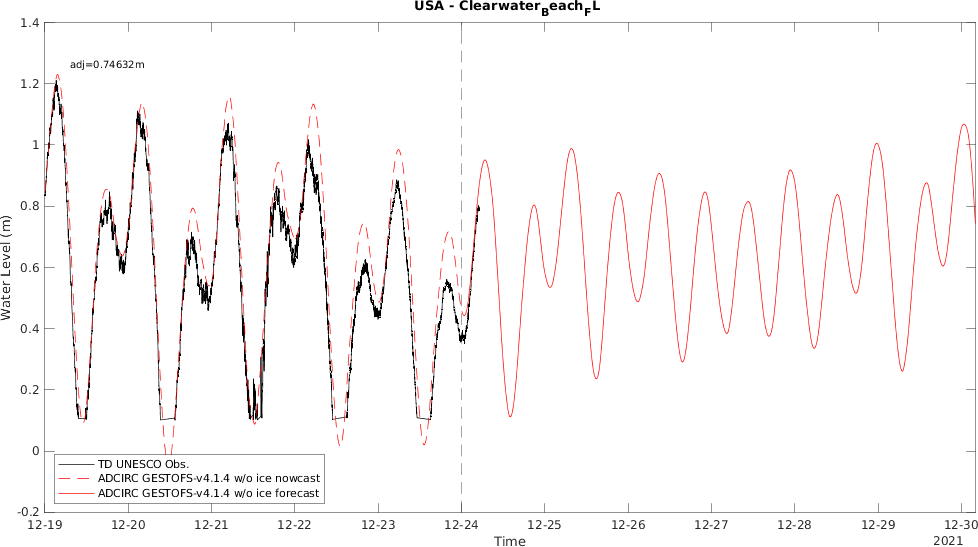 USA - Clearwater_Beach_FL
adj=0.74632m
1.4
1.2
1
0.8
0.6
0.4
0.2
0
-0.2
Water Level (m)
TD UNESCO Obs.
ADCIRC GESTOFS-v4.1.4 w/o ice nowcast
ADCIRC GESTOFS-v4.1.4 w/o ice forecast
12-19 12-20 12-21 12-22 12-23 12-24 12-25 12-26 12-27 12-28 12-29 12-30
Time
2021